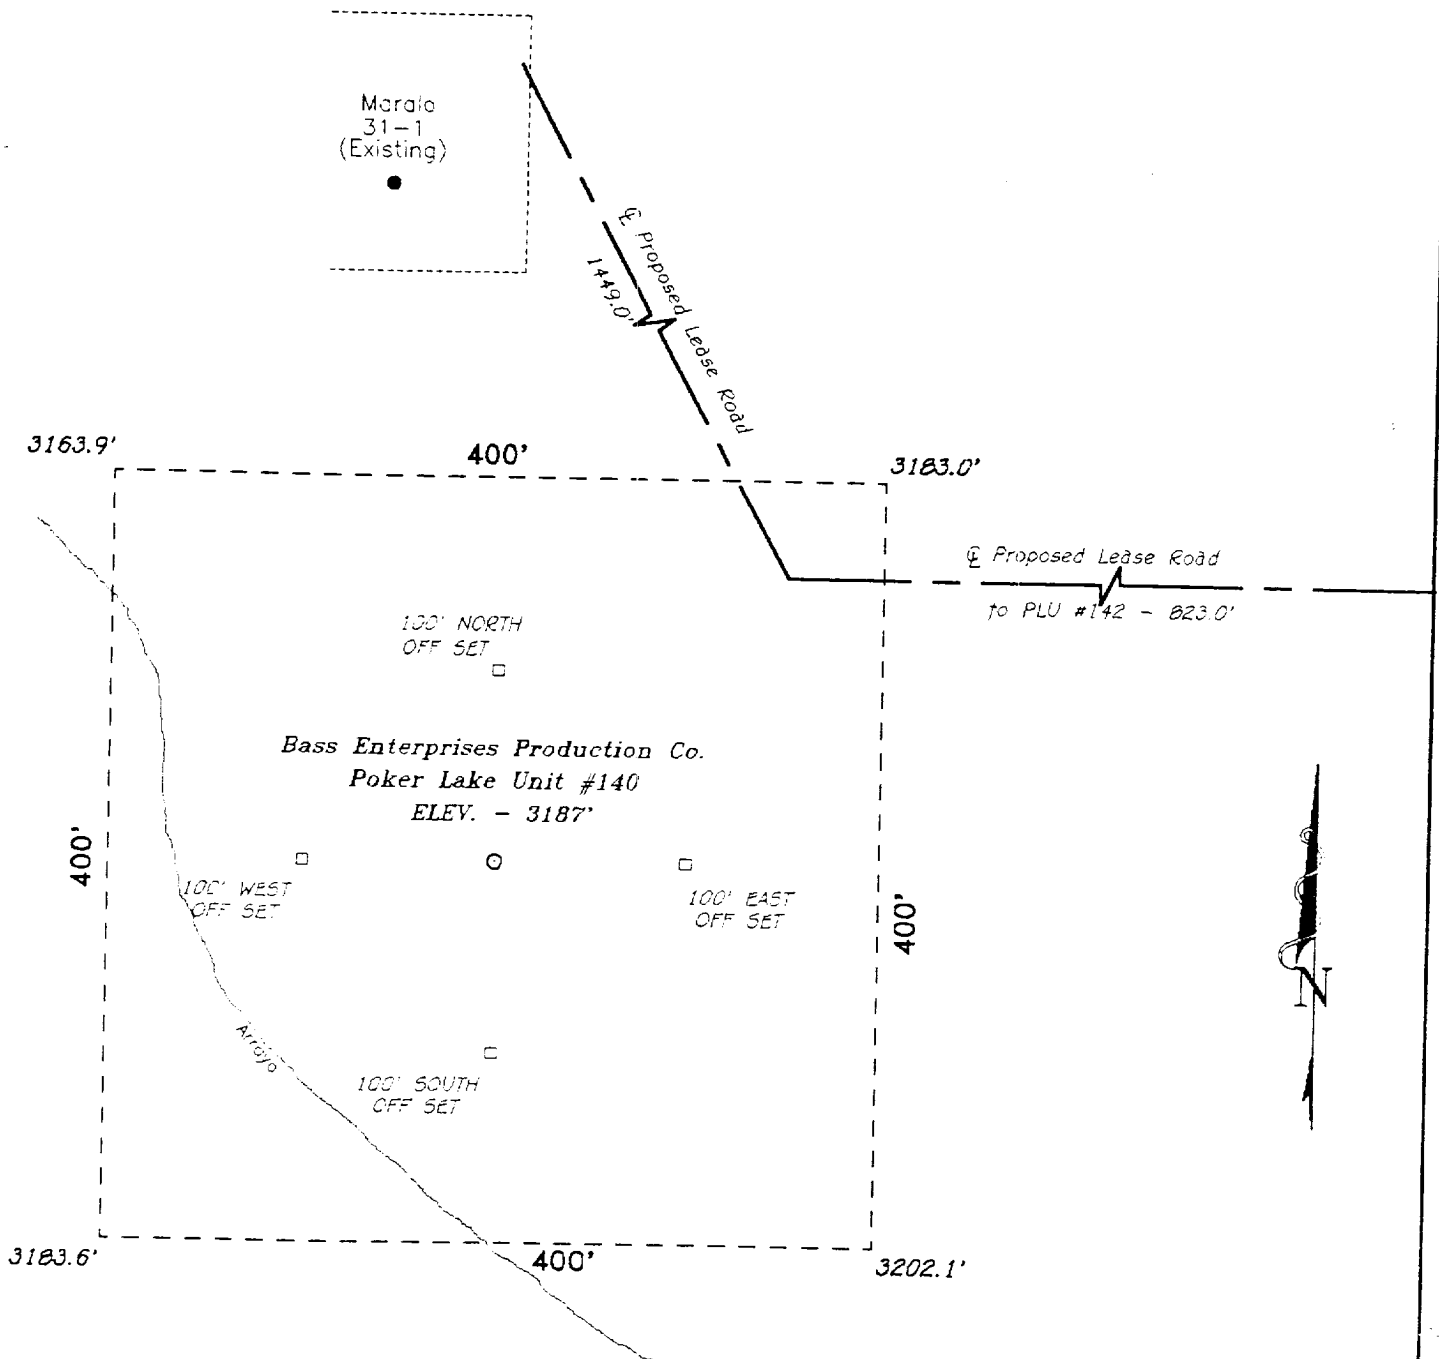 Maralo
31-1
(Existing)
℄ Proposed Lease Road
1449.0'
3163.9'
400'
3183.0'
℄ Proposed Lease Road
to PLU #142 - 823.0'
100' NORTH
OFF SET
Bass Enterprises Production Co.
Poker Lake Unit #140
ELEV. - 3187'
400'
100' WEST
OFF SET
100' EAST
OFF SET
400'
N
Arroyo
100' SOUTH
OFF SET
3183.6'
400'
3202.1'